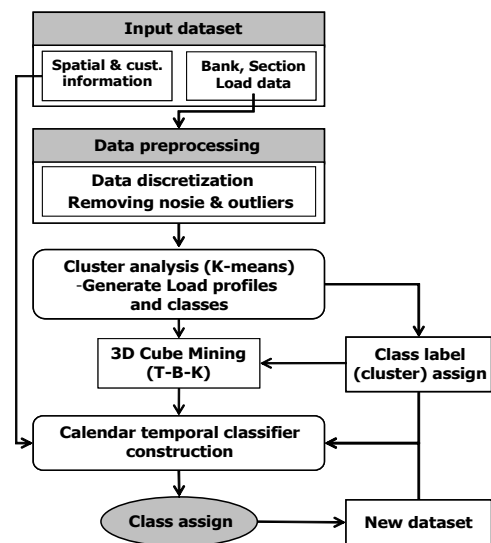 Input dataset
Spatial & cust.
information
Bank, Section
Load data
Data preprocessing
Data discretization
Removing nosie & outliers
Cluster analysis (K-means)
-Generate Load profiles
and classes
3D Cube Mining
(T-B-K)
Class label
(cluster) assign
Calendar temporal classifier
construction
Class assign
New dataset